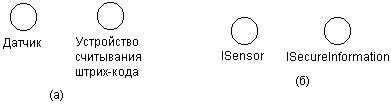 Датчик
Устройство
считывания
штрих-кода
(а)
ISensor
ISecureInformation
(б)